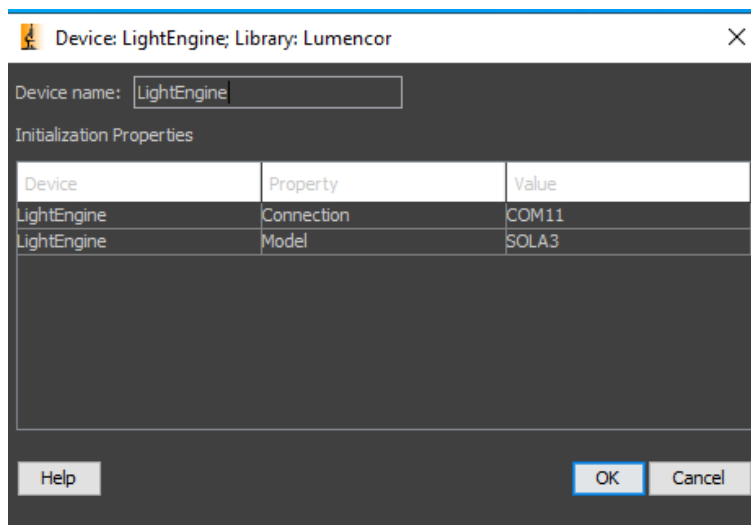 Device: LightEngine; Library: Lumencor
Device name: LightEngine
Initialization Properties
Device Property Value
LightEngine Connection COM11
LightEngine Model SOLA3
Help OK Cancel